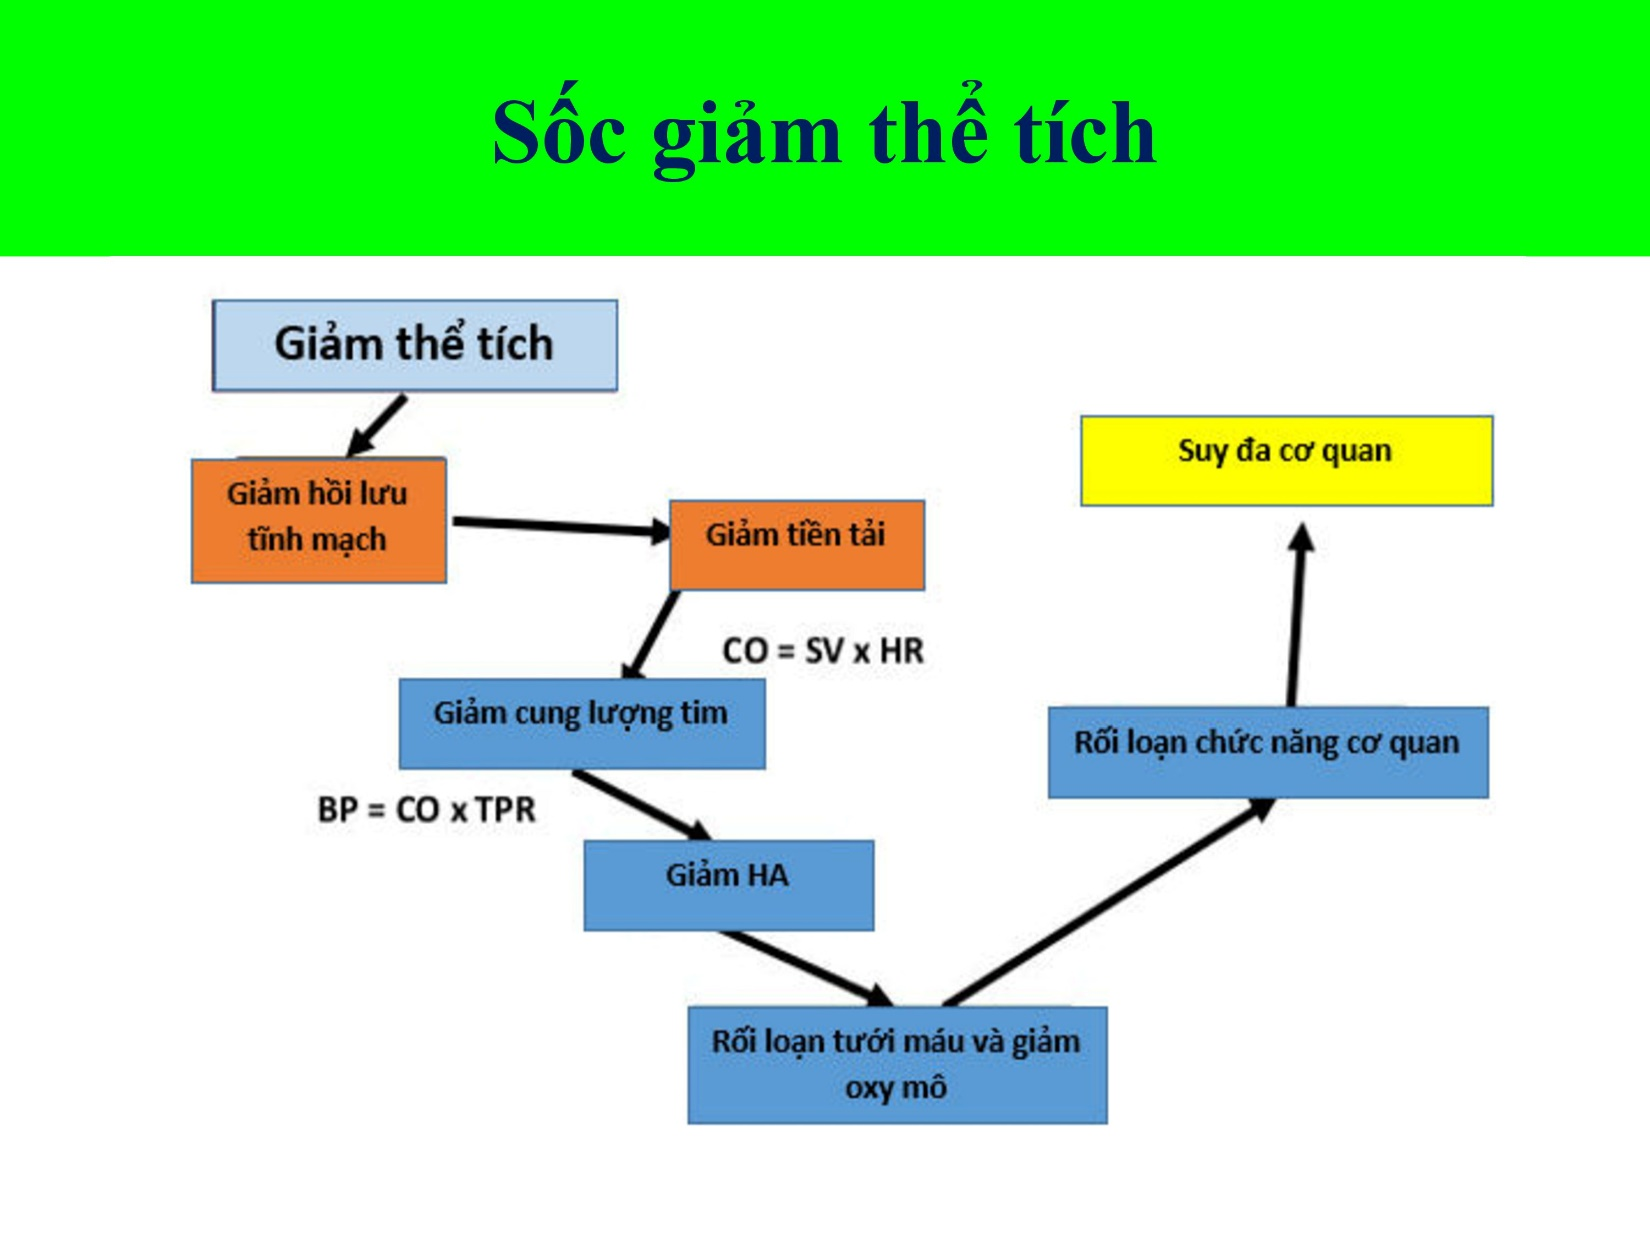 Sốc giảm thể tích
Giảm thể tích
Giảm hồi lưu
tĩnh mạch
Giảm tiền tải
CO = SV x HR
Giảm cung lượng tim
BP = CO x TPR
Giảm HA
Rối loạn tưới máu và giảm
oxy mô
Rối loạn chức năng cơ quan
Suy đa cơ quan